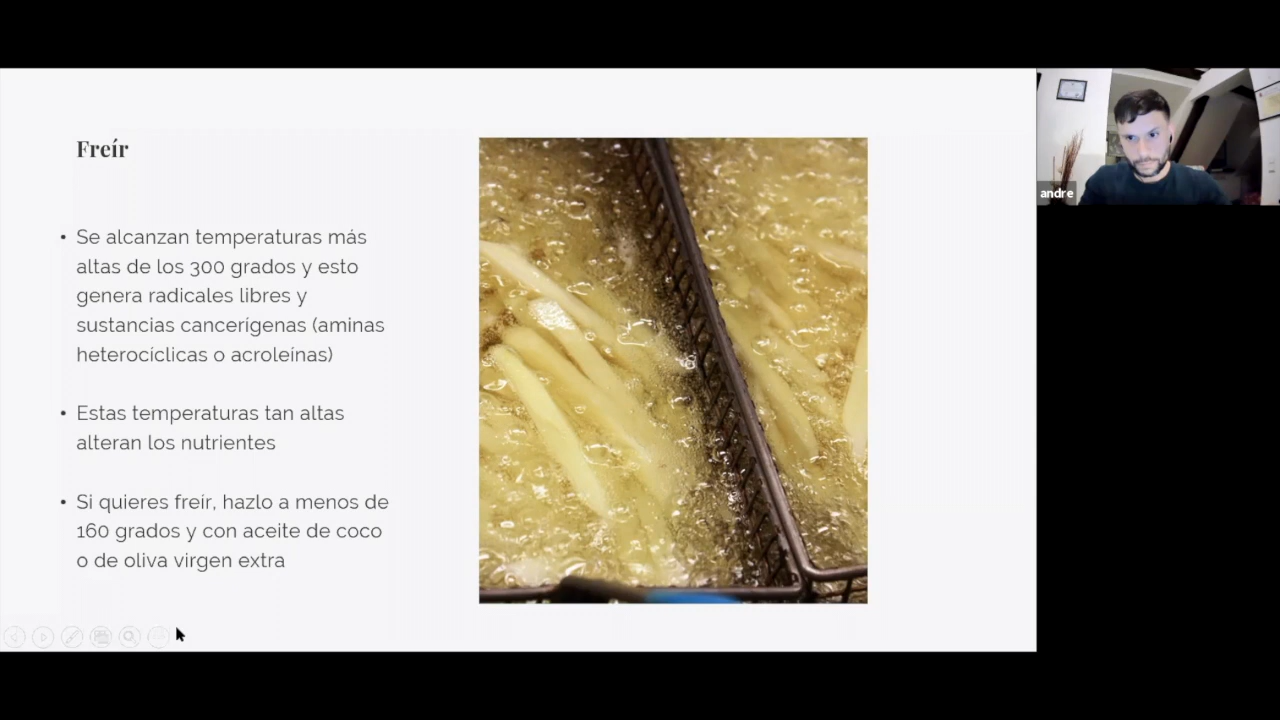 Freír
• Se alcanzan temperaturas más
altas de los 300 grados y esto
genera radicales libres y
sustancias cancerígenas (aminas
heterocíclicas o acroleínas)
• Estas temperaturas tan altas
alteran los nutrientes
• Si quieres freír, hazlo a menos de
160 grados y con aceite de coco
o de oliva virgen extra
andre